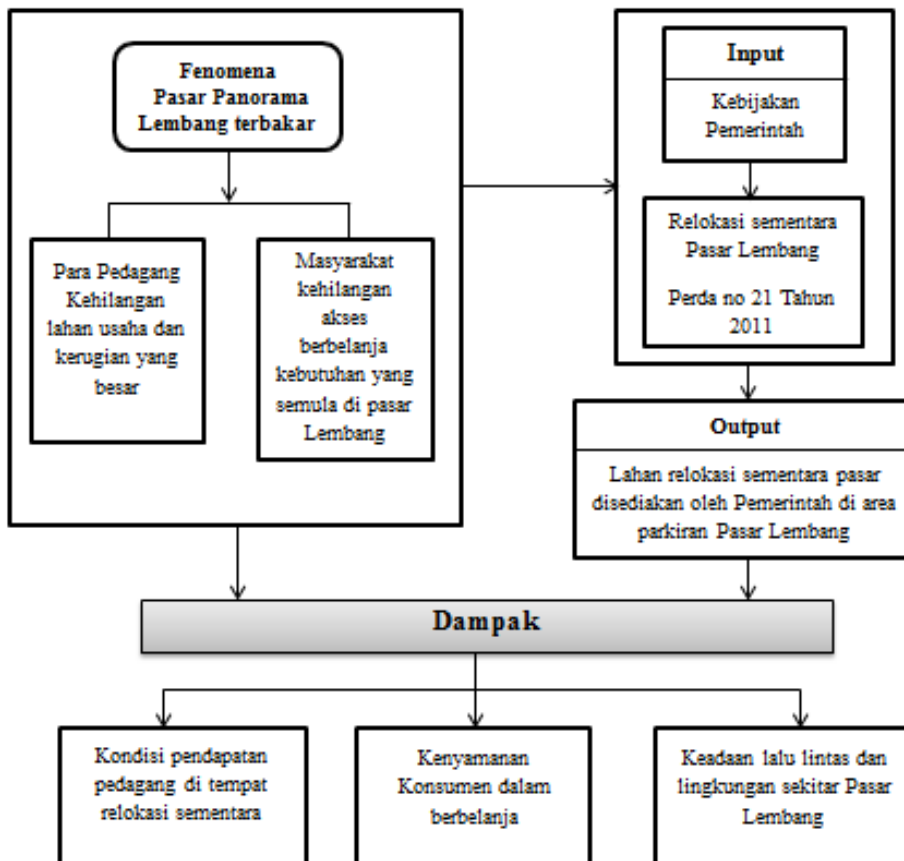 Fenomena
Pasar Panorama
Lembang terbakar
Para Pedagang
Kehilangan
lahan usaha dan
kerugian yang
besar
Masyarakat
kehilangan
akses
berbelanja
kebutuhan yang
semula di pasar
Lembang
Input
Kebijakan
Pemerintah
Relokasi sementara
Pasar Lembang
Perda no 21 Tahun
2011
Output
Lahan relokasi sementara pasar
disediakan oleh Pemerintah di area
parkiran Pasar Lembang
Dampak
Kondisi pendapatan
pedagang di tempat
relokasi sementara
Kenyamanan
Konsumen dalam
berbelanja
Keadaan lalu lintas dan
lingkungan sekitar Pasar
Lembang